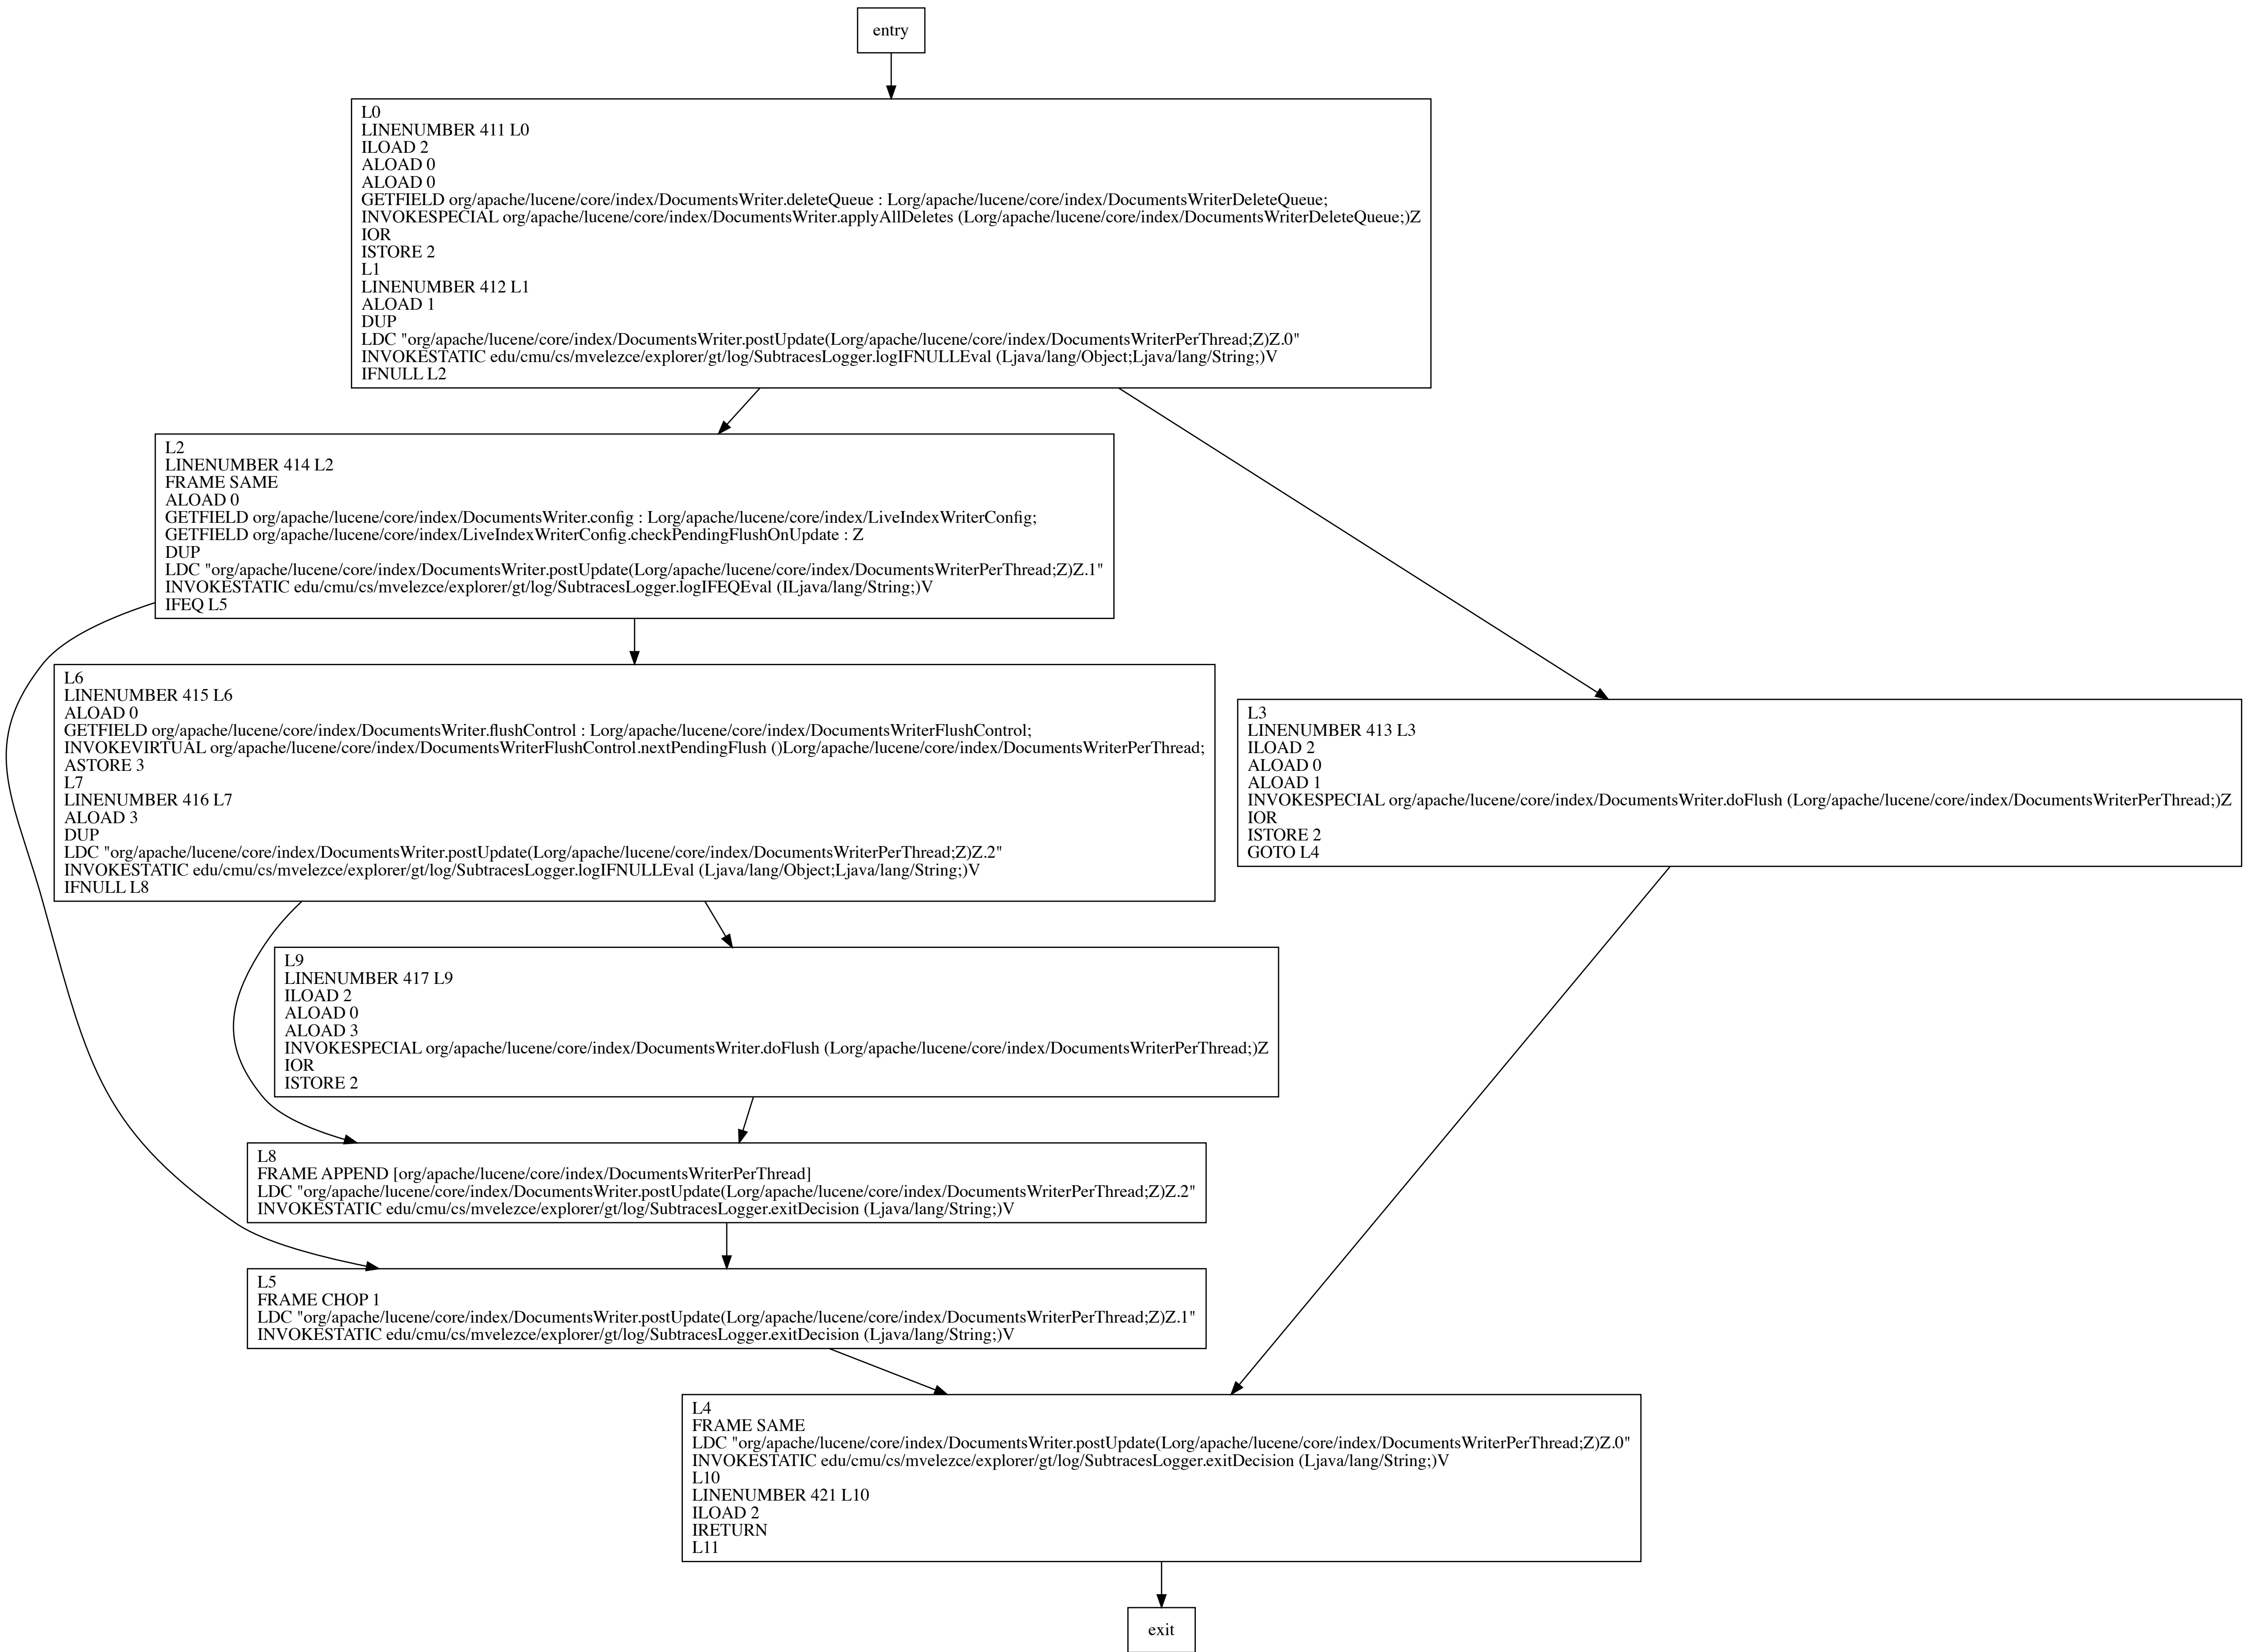 entry
L0
LINENUMBER 411 L0
ILOAD 2
ALOAD 0
ALOAD 0
GETFIELD org/apache/lucene/core/index/DocumentsWriter.deleteQueue : Lorg/apache/lucene/core/index/DocumentsWriterDeleteQueue;
INVOKESPECIAL org/apache/lucene/core/index/DocumentsWriter.applyAllDeletes (Lorg/apache/lucene/core/index/DocumentsWriterDeleteQueue;)Z
IOR
ISTORE 2
L1
LINENUMBER 412 L1
ALOAD 1
DUP
LDC "org/apache/lucene/core/index/DocumentsWriter.postUpdate(Lorg/apache/lucene/core/index/DocumentsWriterPerThread;Z)Z.0"
INVOKESTATIC edu/cmu/cs/mvelezce/explorer/gt/log/SubtracesLogger.logIFNULLEval (Ljava/lang/Object;Ljava/lang/String;)V
IFNULL L2
L2
LINENUMBER 414 L2
FRAME SAME
ALOAD 0
GETFIELD org/apache/lucene/core/index/DocumentsWriter.config : Lorg/apache/lucene/core/index/LiveIndexWriterConfig;
GETFIELD org/apache/lucene/core/index/LiveIndexWriterConfig.checkPendingFlushOnUpdate : Z
DUP
LDC "org/apache/lucene/core/index/DocumentsWriter.postUpdate(Lorg/apache/lucene/core/index/DocumentsWriterPerThread;Z)Z.1"
INVOKESTATIC edu/cmu/cs/mvelezce/explorer/gt/log/SubtracesLogger.logIFEQEval (ILjava/lang/String;)V
IFEQ L5
L6
LINENUMBER 415 L6
ALOAD 0
GETFIELD org/apache/lucene/core/index/DocumentsWriter.flushControl : Lorg/apache/lucene/core/index/DocumentsWriterFlushControl;
INVOKEVIRTUAL org/apache/lucene/core/index/DocumentsWriterFlushControl.nextPendingFlush ()Lorg/apache/lucene/core/index/DocumentsWriterPerThread;
ASTORE 3
L7
LINENUMBER 416 L7
ALOAD 3
DUP
LDC "org/apache/lucene/core/index/DocumentsWriter.postUpdate(Lorg/apache/lucene/core/index/DocumentsWriterPerThread;Z)Z.2"
INVOKESTATIC edu/cmu/cs/mvelezce/explorer/gt/log/SubtracesLogger.logIFNULLEval (Ljava/lang/Object;Ljava/lang/String;)V
IFNULL L8
L3
LINENUMBER 413 L3
ILOAD 2
ALOAD 0
ALOAD 1
INVOKESPECIAL org/apache/lucene/core/index/DocumentsWriter.doFlush (Lorg/apache/lucene/core/index/DocumentsWriterPerThread;)Z
IOR
ISTORE 2
GOTO L4
L9
LINENUMBER 417 L9
ILOAD 2
ALOAD 0
ALOAD 3
INVOKESPECIAL org/apache/lucene/core/index/DocumentsWriter.doFlush (Lorg/apache/lucene/core/index/DocumentsWriterPerThread;)Z
IOR
ISTORE 2
L8
FRAME APPEND [org/apache/lucene/core/index/DocumentsWriterPerThread]
LDC "org/apache/lucene/core/index/DocumentsWriter.postUpdate(Lorg/apache/lucene/core/index/DocumentsWriterPerThread;Z)Z.2"
INVOKESTATIC edu/cmu/cs/mvelezce/explorer/gt/log/SubtracesLogger.exitDecision (Ljava/lang/String;)V
L5
FRAME CHOP 1
LDC "org/apache/lucene/core/index/DocumentsWriter.postUpdate(Lorg/apache/lucene/core/index/DocumentsWriterPerThread;Z)Z.1"
INVOKESTATIC edu/cmu/cs/mvelezce/explorer/gt/log/SubtracesLogger.exitDecision (Ljava/lang/String;)V
L4
FRAME SAME
LDC "org/apache/lucene/core/index/DocumentsWriter.postUpdate(Lorg/apache/lucene/core/index/DocumentsWriterPerThread;Z)Z.0"
INVOKESTATIC edu/cmu/cs/mvelezce/explorer/gt/log/SubtracesLogger.exitDecision (Ljava/lang/String;)V
L10
LINENUMBER 421 L10
ILOAD 2
IRETURN
L11
exit